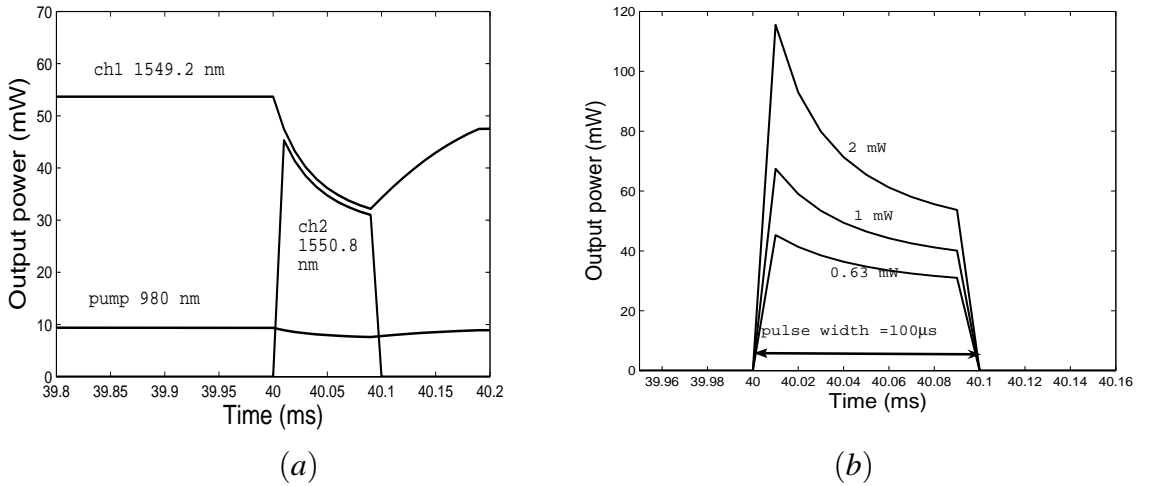 70
60
50
40
30
20
10
0
Output power (mW)
ch1 1549.2 nm
ch2
1550.8
nm
pump 980 nm
39.8 39.85 39.9 39.95 40 40.05 40.1 40.15 40.2
Time (ms)
(a)
120
100
80
60
40
20
0
Output power (mW)
2 mW
1 mW
0.63 mW
pulse width =100μs
39.96 39.98 40 40.02 40.04 40.06 40.08 40.1 40.12 40.14 40.16
Time (ms)
(b)